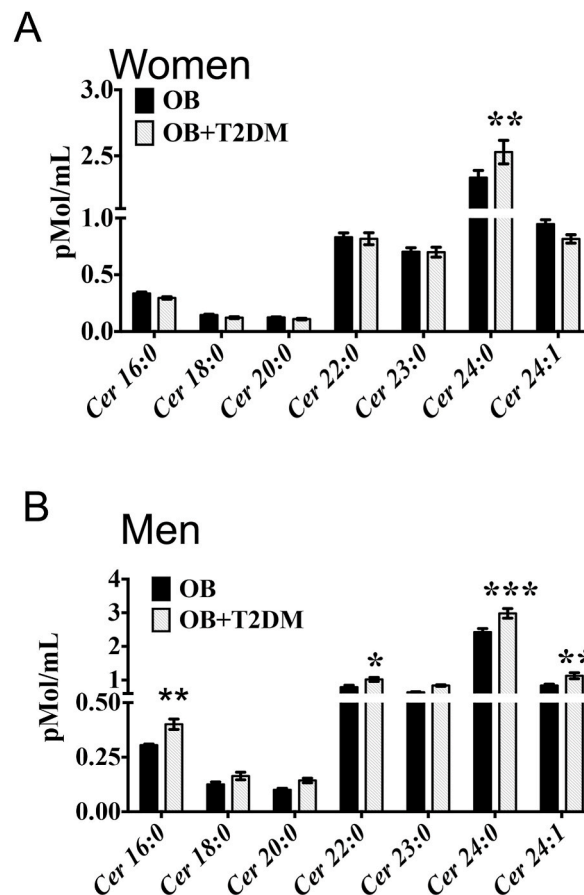 A
Women
OB
OB+T2DM
**
pMol/mL
3.0
2.5
1.0
0.5
0.0
Cer 16:0
Cer 18:0
Cer 20:0
Cer 22:0
Cer 23:0
Cer 24:0
Cer 24:1
B
Men
OB
OB+T2DM
**
*
***
**
pMol/mL
4
3
2
1
0.50
0.25
0.00
Cer 16:0
Cer 18:0
Cer 20:0
Cer 22:0
Cer 23:0
Cer 24:0
Cer 24:1